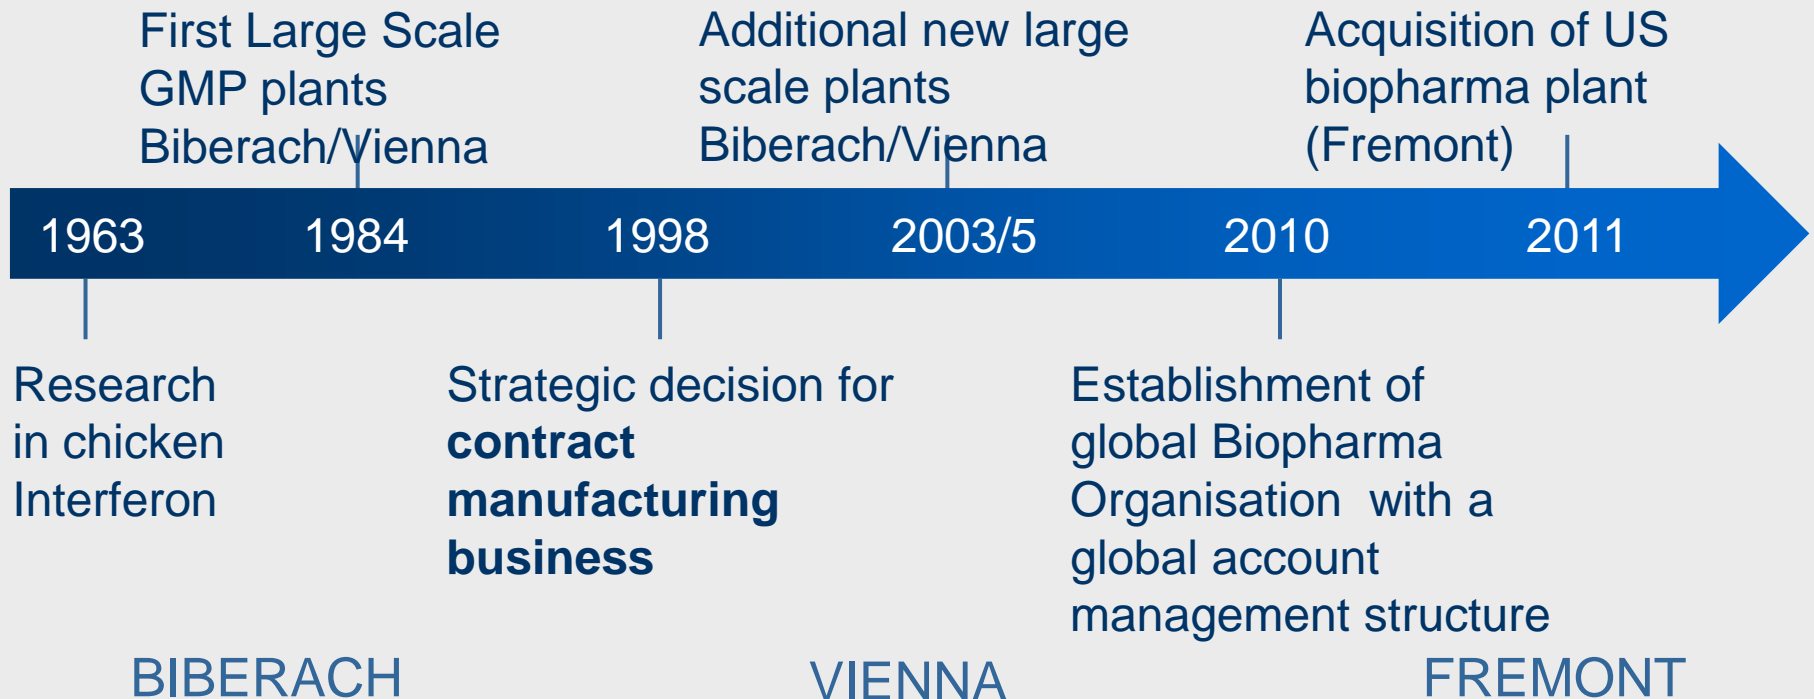 First Large Scale
GMP plants
Biberach/Vienna
Additional new large
scale plants
Biberach/Vienna
Acquisition of US
biopharma plant
(Fremont)
1963
1984
1998
2003/5
2010
2011
Research
in chicken
Interferon
Strategic decision for
contract
manufacturing
business
Establishment of
global Biopharma
Organisation  with a
global account
management structure
BIBERACH
VIENNA
FREMONT